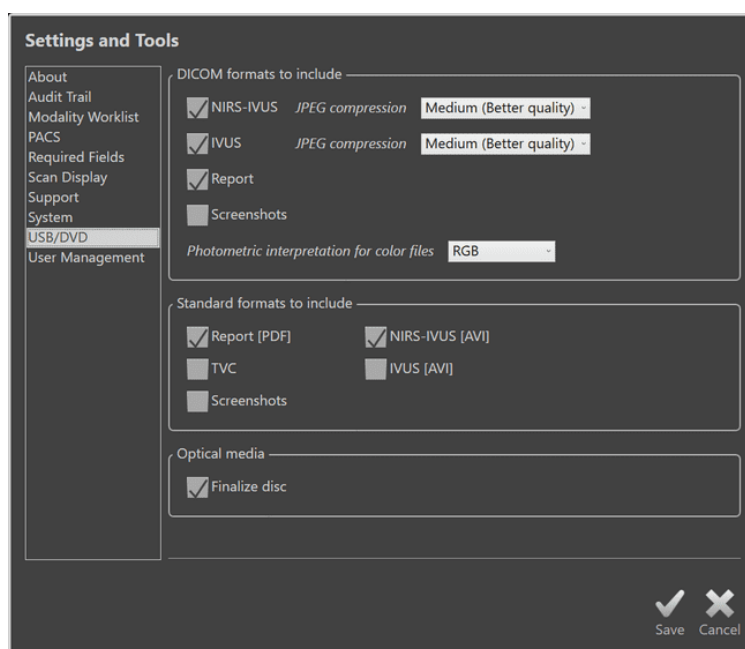 Settings and Tools
About
Audit Trail
Modality Worklist
PACS
Required Fields
Scan Display
Support
System
USB/DVD
User Management
DICOM formats to include
NIRS-IVUS JPEG compression Medium (Better quality)
IVUS JPEG compression Medium (Better quality)
Report
Screenshots
Photometric interpretation for color files RGB
Standard formats to include
Report [PDF] NIRS-IVUS [AVI]
TVC IVUS [AVI]
Screenshots
Optical media
Finalize disc
Save Cancel